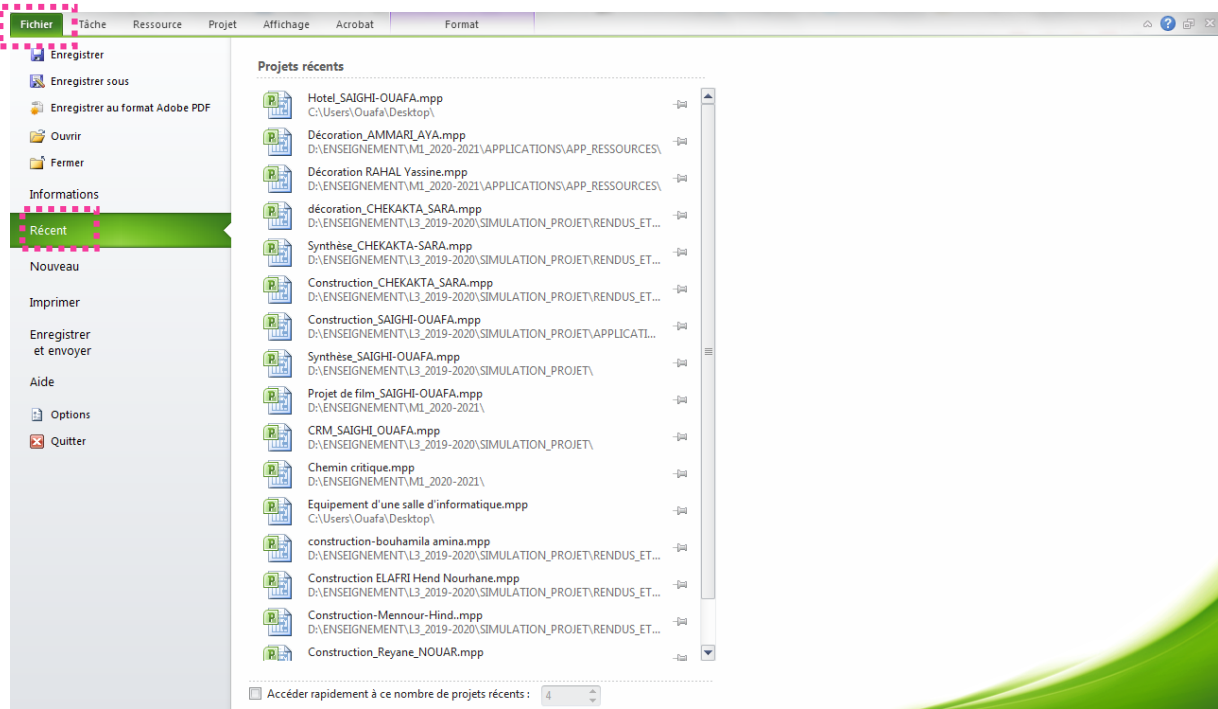 Fichier Tâche Ressource Projet Affichage Acrobat Format
Enregistrer
Enregistrer sous
Enregistrer au format Adobe PDF
Ouvrir
Fermer
Informations
Récent
Nouveau
Imprimer
Enregistrer
et envoyer
Aide
Options
Quitter
Projets récents
Hotel_SAIGHI-OUAFA.mpp
C:\Users\Ouafa\Desktop\
Décoration_AMMARI_AYA.mpp
D:\ENSEIGNEMENT\M1_2020-2021\APPLICATIONS\APP_RESSOURCES\
Décoration RAHAL Yassine.mpp
D:\ENSEIGNEMENT\M1_2020-2021\APPLICATIONS\APP_RESSOURCES\
décoration_CHEKAKTA_SARA.mpp
D:\ENSEIGNEMENT\L3_2019-2020\SIMULATION_PROJET\RENDUS_ET...
Synthèse_CHEKAKTA-SARA.mpp
D:\ENSEIGNEMENT\L3_2019-2020\SIMULATION_PROJET\RENDUS_ET...
Construction_CHEKAKTA_SARA.mpp
D:\ENSEIGNEMENT\L3_2019-2020\SIMULATION_PROJET\RENDUS_ET...
Construction_SAIGHI-OUAFA.mpp
D:\ENSEIGNEMENT\L3_2019-2020\SIMULATION_PROJET\APPLICATI...
Synthèse_SAIGHI-OUAFA.mpp
D:\ENSEIGNEMENT\L3_2019-2020\SIMULATION_PROJET\
Projet de film_SAIGHI-OUAFA.mpp
D:\ENSEIGNEMENT\M1_2020-2021\
CRM_SAIGHI_OUAFA.mpp
D:\ENSEIGNEMENT\L3_2019-2020\SIMULATION_PROJET\
Chemin critique.mpp
D:\ENSEIGNEMENT\M1_2020-2021\
Equipement d'une salle d'informatique.mpp
C:\Users\Ouafa\Desktop\
construction-bouhamila amina.mpp
D:\ENSEIGNEMENT\L3_2019-2020\SIMULATION_PROJET\RENDUS_ET...
Construction ELAFRI Hend Nourhane.mpp
D:\ENSEIGNEMENT\L3_2019-2020\SIMULATION_PROJET\RENDUS_ET...
Construction-Mennour-Hind..mpp
D:\ENSEIGNEMENT\L3_2019-2020\SIMULATION_PROJET\RENDUS_ET...
Construction_Reyane_NOUAR.mpp
Accéder rapidement à ce nombre de projets récents : 4